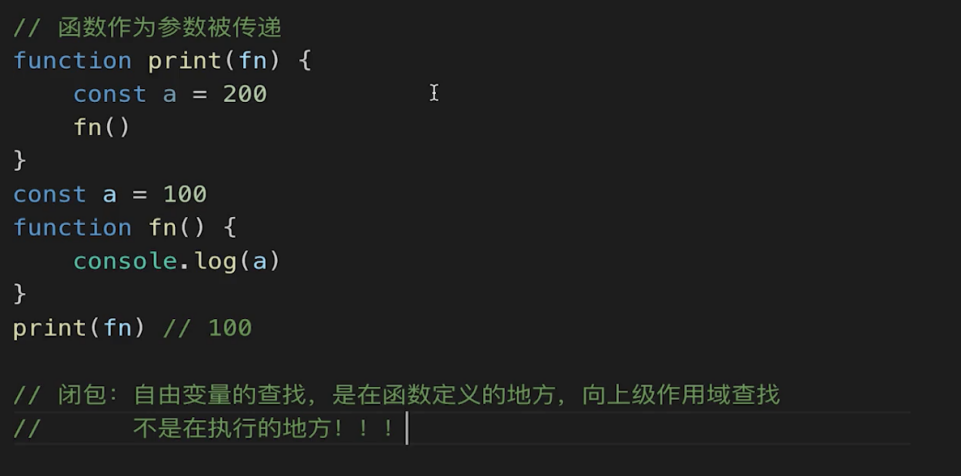 // 函数作为参数被传递
function print(fn) {
    const a = 200
    fn()
}
const a = 100
function fn() {
    console.log(a)
}
print(fn) // 100

// 闭包：自由变量的查找，是在函数定义的地方，向上级作用域查找
//      不是在执行的地方！！！